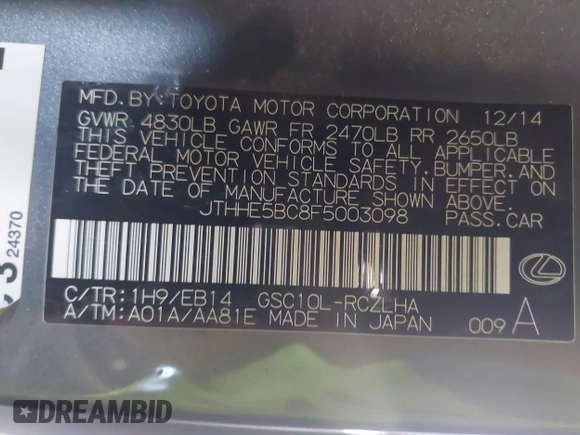 MFD. BY: TOYOTA MOTOR CORPORATION 12/14
GVWR 4830LB GAWR FR 2470LB RR 2650LB
THIS VEHICLE CONFORMS TO ALL APPLICABLE
FEDERAL MOTOR VEHICLE SAFETY, BUMPER, AND
THEFT PREVENTION STANDARDS IN EFFECT ON
THE DATE OF MANUFACTURE SHOWN ABOVE.
JTHHE5BC8F5003098 PASS. CAR
C/TR: 1H9/EB14 GSC10L-RCZLHA
A/TM: A01A/AA81E MADE IN JAPAN 009 A
24370
DREAMBID